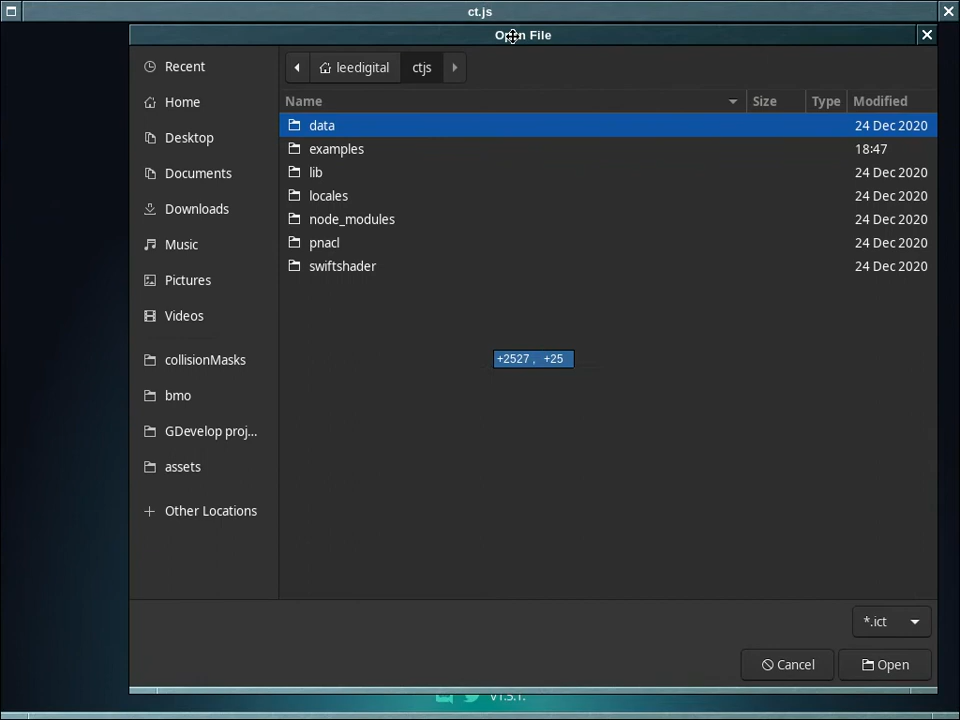 ct.js
Open File
Recent
Home
Desktop
Documents
Downloads
Music
Pictures
Videos
collisionMasks
bmo
GDevelop proj...
assets
Other Locations
leedigital ctjs
Name Size Type Modified
data 24 Dec 2020
examples 18:47
lib 24 Dec 2020
locales 24 Dec 2020
node_modules 24 Dec 2020
pnacl 24 Dec 2020
swiftshader 24 Dec 2020
+2527 , +25
*.ict
Cancel Open
v1.5.1.